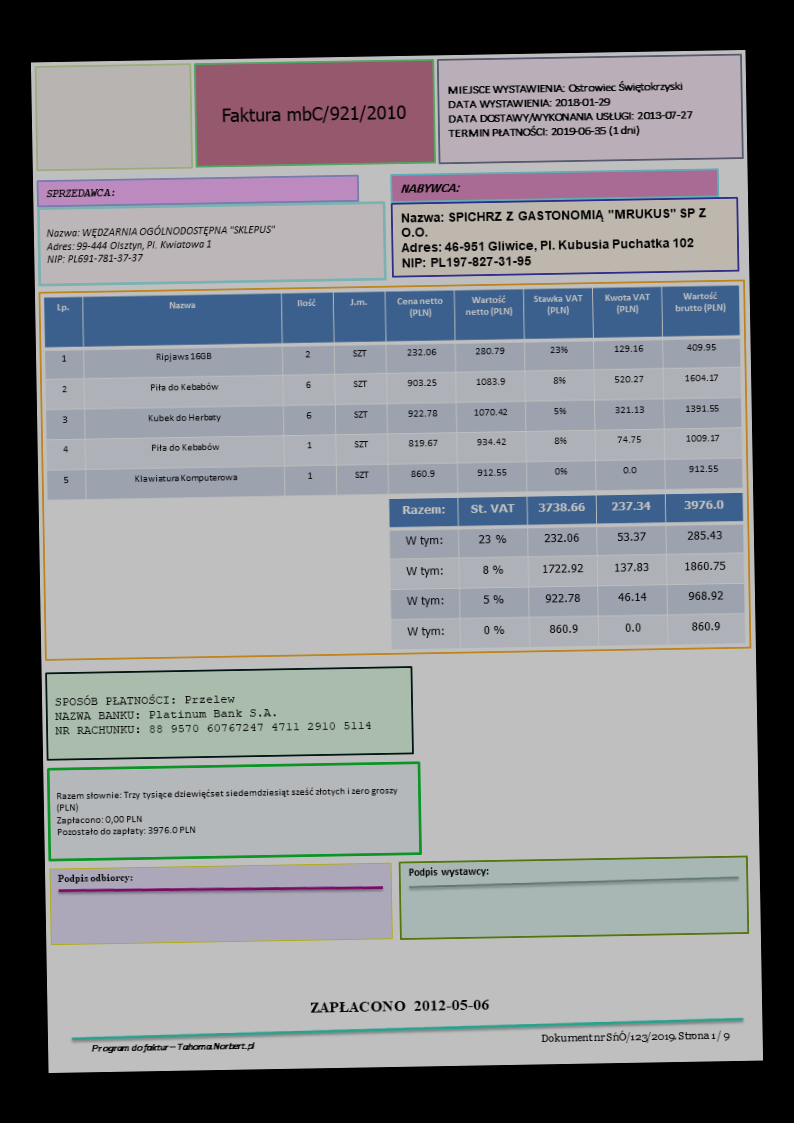 Faktura mbC/921/2010
MIEJSCE WYSTAWIENIA: Ostrowiec Świętokrzyski
DATA WYSTAWIENIA: 2018-01-29
DATA DOSTAWY/WYKONANIA USŁUGI: 2013-07-27
TERMIN PŁATNOŚCI: 2019-06-35 (1 dni)
SPRZEDAWCA:
Nazwa: WĘDZARNIA OGÓLNODOSTĘPNA "SKLEPUS"
Adres: 99-444 Olsztyn, Pl. Kwiatowa 1
NIP: PL691-781-37-37
NABYWCA:
Nazwa: SPICHRZ Z GASTONOMIĄ "MRUKUS" SP Z
O.O.
Adres: 46-951 Gliwice, Pl. Kubusia Puchatka 102
NIP: PL197-827-31-95
Lp. Nazwa Ilość J.m. Cena netto (PLN) Wartość netto (PLN) Stawka VAT (PLN) Kwota VAT (PLN) Wartość brutto (PLN)
1 Ripjaws 16GB 2 SZT 232.06 280.79 23% 129.16 409.95
2 Piła do Kebabów 6 SZT 903.25 1083.9 8% 520.27 1604.17
3 Kubek do Herbaty 6 SZT 922.78 1070.42 5% 321.13 1391.55
4 Piła do Kebabów 1 SZT 819.67 934.42 8% 74.75 1009.17
5 Klawiatura Komputerowa 1 SZT 860.9 912.55 0% 0.0 912.55
Razem: St. VAT 3738.66 237.34 3976.0
W tym: 23 % 232.06 53.37 285.43
W tym: 8 % 1722.92 137.83 1860.75
W tym: 5 % 922.78 46.14 968.92
W tym: 0 % 860.9 0.0 860.9
SPOSÓB PŁATNOŚCI: Przelew
NAZWA BANKU: Platinum Bank S.A.
NR RACHUNKU: 88 9570 60767247 4711 2910 5114
Razem słownie: Trzy tysiące dziewięćset siedemdziesiąt sześć złotych i zero groszy
(PLN)
Zapłacono: 0,00 PLN
Pozostało do zapłaty: 3976.0 PLN
Podpis odbiorcy:
Podpis wystawcy:
ZAPŁACONO 2012-05-06
Program do faktur – Tahoma.Norbert.pl
Dokument nr SńÓ/123/2019. Strona 1 / 9